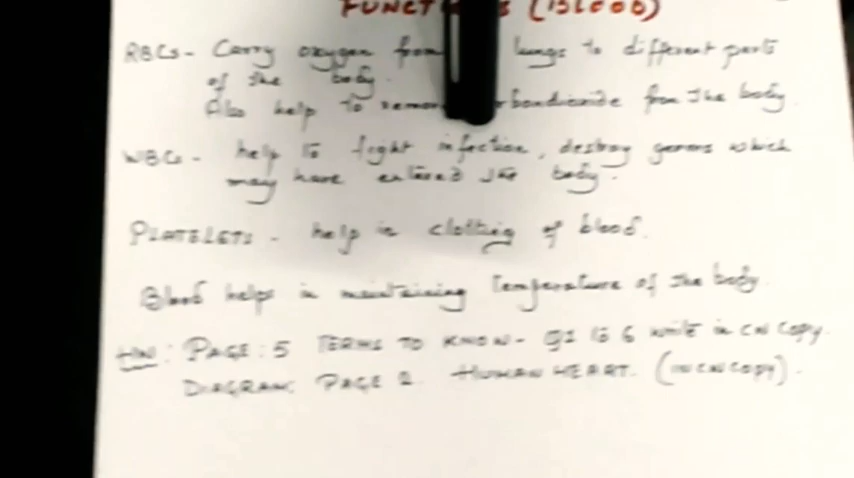 (BLOOD)
RBCs - Carry oxygen from lungs to different parts
of the body.
Also help to from the body.
WBCs - help to fight infection, destroy germs which
may have entered the body.
PLATELETS - help in clotting of blood.
Blood helps in maintaining temperature of the body.
HW: PAGE: 5 TERMS TO KNOW - Q1 to 6 write in CW COPY.
DIAGRAM PAGE 2. HUMAN HEART. (IN CW COPY).